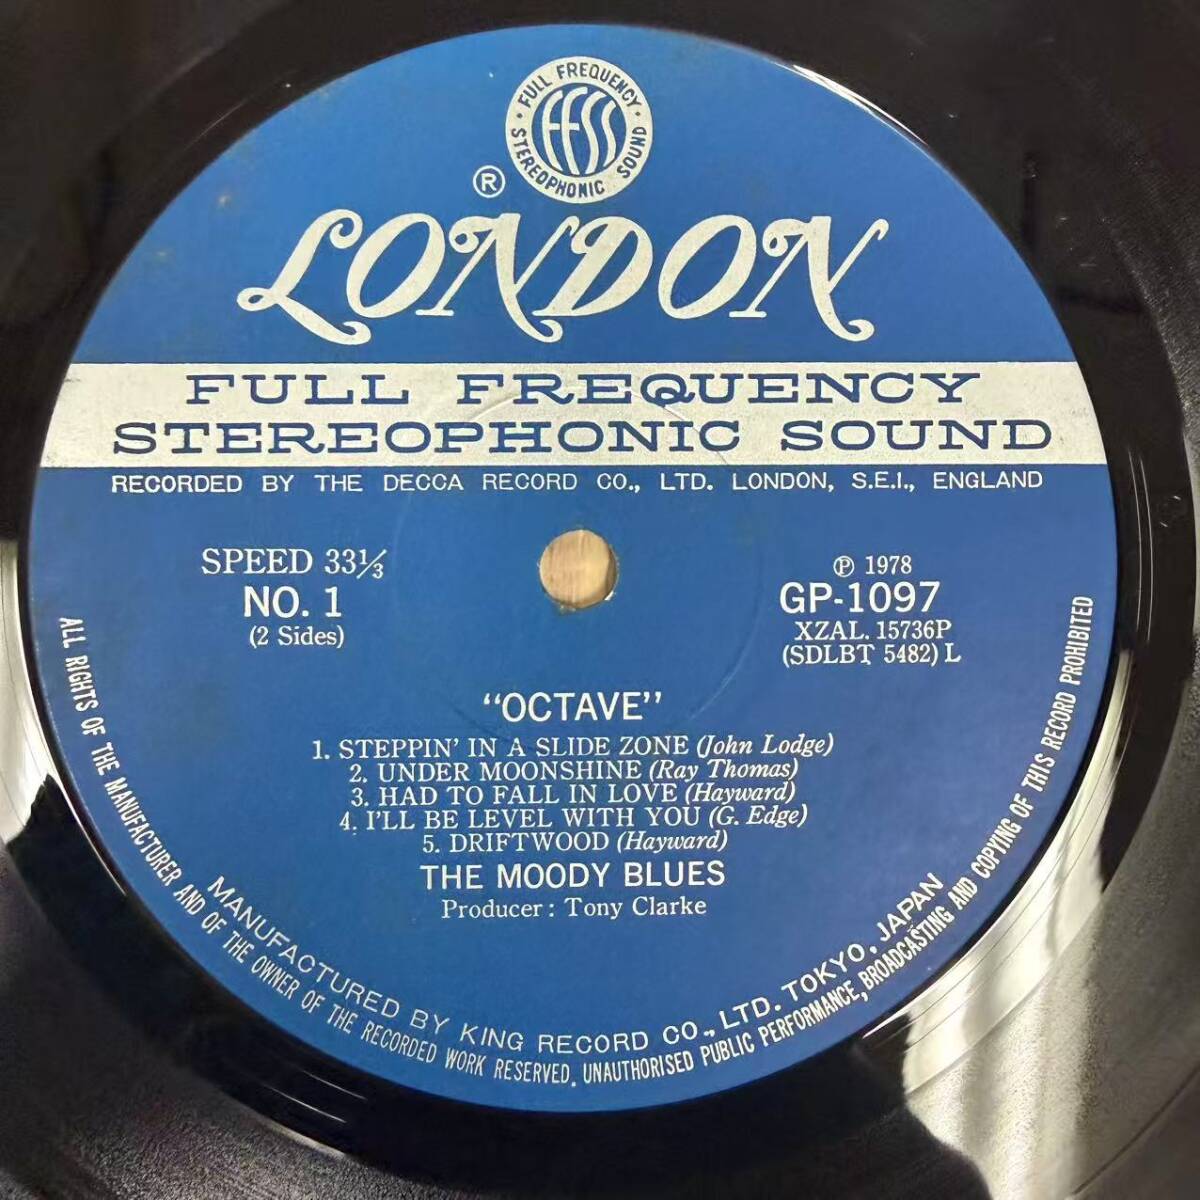 FULL FREQUENCY
ffss
STEREOPHONIC SOUND
®
LONDON
FULL FREQUENCY
STEREOPHONIC SOUND
RECORDED BY THE DECCA RECORD CO., LTD. LONDON, S.E.I., ENGLAND
SPEED 33⅓
NO. 1
(2 Sides)
℗ 1978
GP-1097
XZAL. 15736P
(SDLBT 5482) L
"OCTAVE"
1. STEPPIN' IN A SLIDE ZONE (John Lodge)
2. UNDER MOONSHINE (Ray Thomas)
3. HAD TO FALL IN LOVE (Hayward)
4. I'LL BE LEVEL WITH YOU (G. Edge)
5. DRIFTWOOD (Hayward)
THE MOODY BLUES
Producer: Tony Clarke
MANUFACTURED BY KING RECORD CO., LTD. TOKYO, JAPAN
ALL RIGHTS OF THE MANUFACTURER AND OF THE OWNER OF THE RECORDED WORK RESERVED. UNAUTHORISED PUBLIC PERFORMANCE, BROADCASTING AND COPYING OF THIS RECORD PROHIBITED